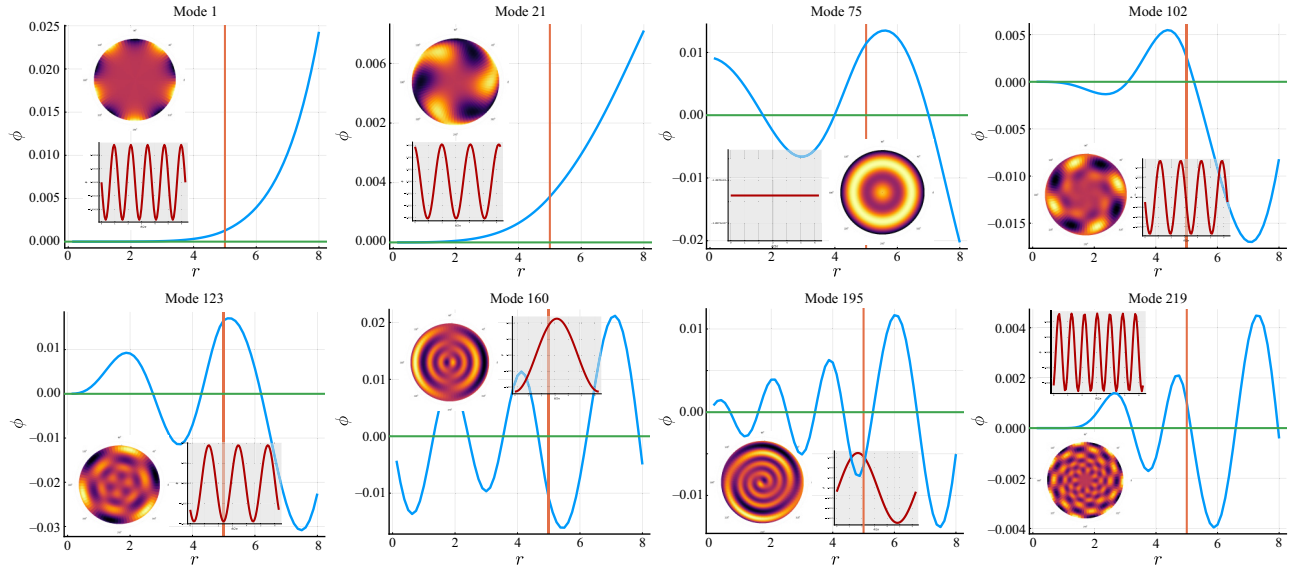 Mode 1
0.025
0.020
0.015
0.010
0.005
0.000
ϕ
0 2 4 6 8
r
Mode 21
0.006
0.002
0.004
0.000
ϕ
0 2 4 6 8
r
Mode 75
0.01
0.00
−0.01
−0.02
ϕ
0 2 4 6 8
r
Mode 102
0.005
0.000
−0.005
−0.010
−0.015
ϕ
0 2 4 6 8
r
Mode 123
0.01
0.00
−0.01
−0.02
−0.03
ϕ
0 2 4 6 8
r
Mode 160
0.02
0.01
0.00
−0.01
ϕ
0 2 4 6 8
r
Mode 195
0.01
0.00
−0.01
ϕ
0 2 4 6 8
r
Mode 219
0.004
0.002
0.000
−0.002
−0.004
ϕ
0 2 4 6 8
r